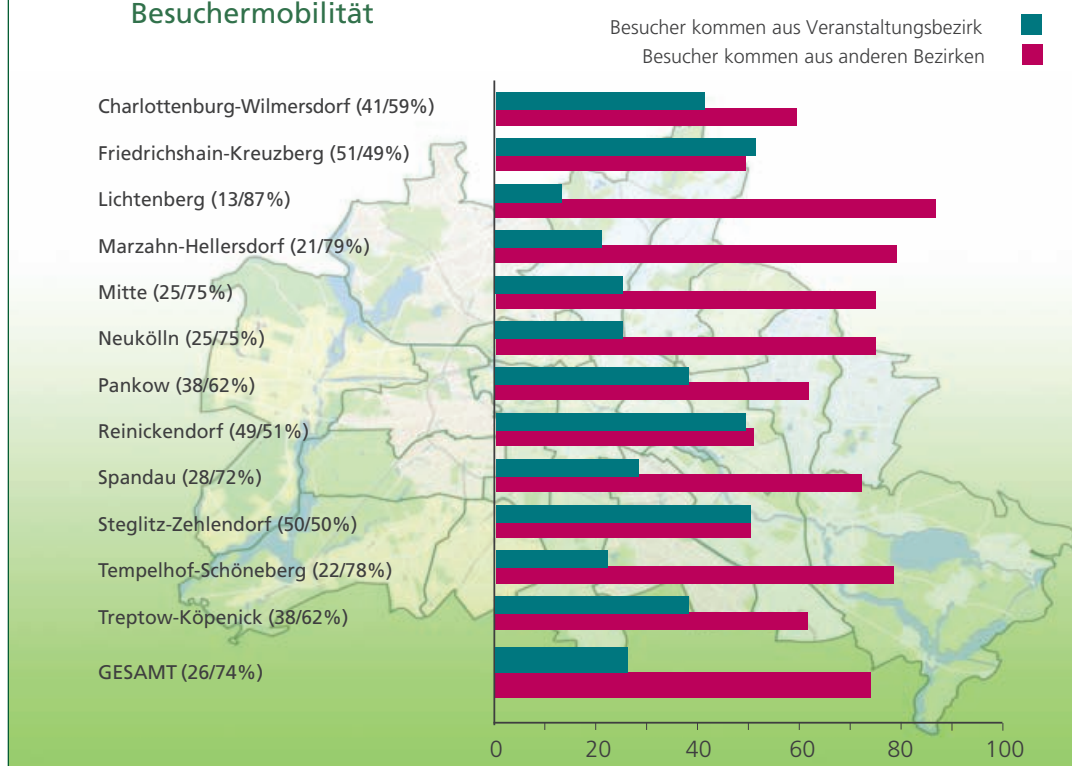 Besuchermobilität
Besucher kommen aus Veranstaltungsbezirk
Besucher kommen aus anderen Bezirken
Charlottenburg-Wilmersdorf (41/59%)
Friedrichshain-Kreuzberg (51/49%)
Lichtenberg (13/87%)
Marzahn-Hellersdorf (21/79%)
Mitte (25/75%)
Neukölln (25/75%)
Pankow (38/62%)
Reinickendorf (49/51%)
Spandau (28/72%)
Steglitz-Zehlendorf (50/50%)
Tempelhof-Schöneberg (22/78%)
Treptow-Köpenick (38/62%)
GESAMT (26/74%)
0 20 40 60 80 100